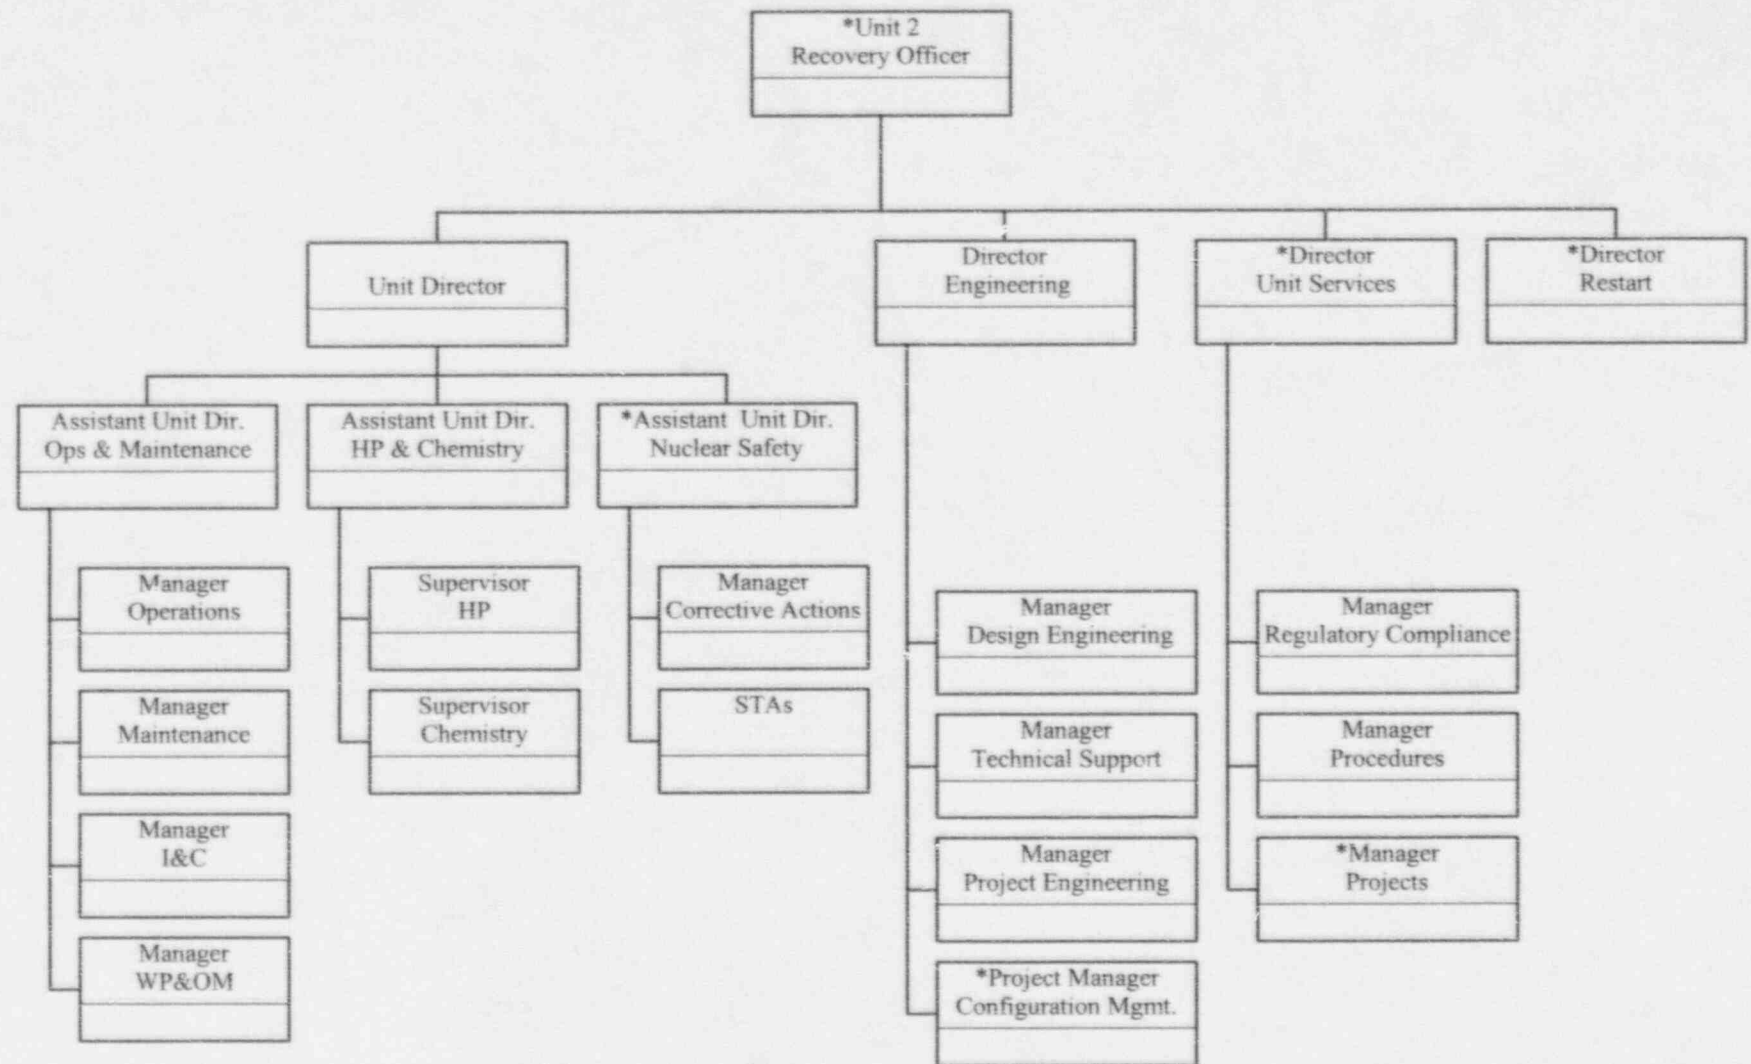 *Unit 2
Recovery Officer
Unit Director
Director
Engineering
*Director
Unit Services
*Director
Restart
Assistant Unit Dir.
Ops & Maintenance
Assistant Unit Dir.
HP & Chemistry
*Assistant Unit Dir.
Nuclear Safety
Manager
Operations
Manager
Maintenance
Manager
I&C
Manager
WP&OM
Supervisor
HP
Supervisor
Chemistry
Manager
Corrective Actions
STAs
Manager
Design Engineering
Manager
Technical Support
Manager
Project Engineering
*Project Manager
Configuration Mgmt.
Manager
Regulatory Compliance
Manager
Procedures
*Manager
Projects